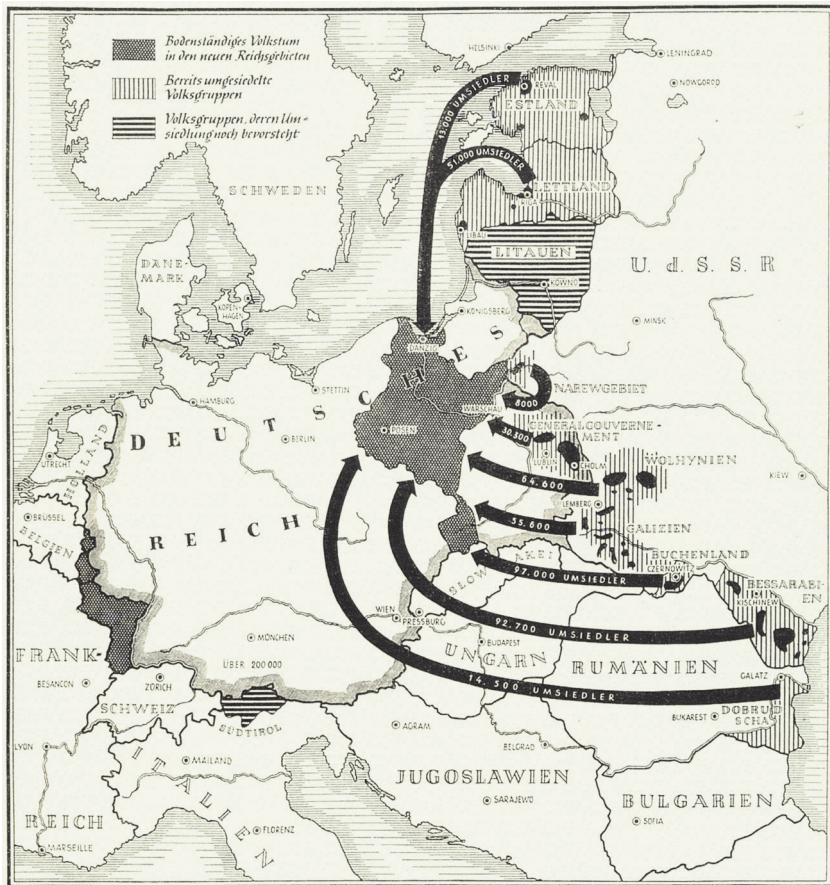 Bodenständiges Volkstum
in den neuen Reichsgebieten
Bereits umgesiedelte
Volksgruppen
Volksgruppen, deren Um-
siedlung noch bevorsteht
HELSINKI
LENINGRAD
NOWGOROD
REVAL
ESTLAND
13.000 UMSIEDLER
51.000 UMSIEDLER
SCHWEDEN
LETTLAND
RIGA
LIBAU
LITAUEN
KOWNO
U. d. S. S. R
DÄNE-
MARK
KOPEN-
HAGEN
KÖNIGSBERG
MINSK
DANZIG
STETTIN
HAMBURG
DEUTSCHES
NAREWGEBIET
8000
WARSCHAU
POSEN
BERLIN
GENERALGOUVERNE-
MENT
30.500
LUBLIN
CHOLM
WOLHYNIEN
KIEW
HOLLAND
UTRECHT
64.600
LEMBERG
BRÜSSEL
BELGIEN
REICH
55.600
GALIZIEN
BUCHENLAND
CZERNOWITZ
SLOWAKEI
97.000 UMSIEDLER
BESSARABI-
EN
KISCHINEW
WIEN
PRESSBURG
MÜNCHEN
BUDAPEST
UNGARN
92.700 UMSIEDLER
RUMÄNIEN
FRANK-
BESANCON
ZÜRICH
ÜBER 200 000
SCHWEIZ
SÜDTIROL
14.500 UMSIEDLER
GALATZ
DOBRUD
SCHA
BUKAREST
AGRAM
LYON
MAILAND
BELGRAD
ITALIEN
JUGOSLAWIEN
SARAJEWO
BULGARIEN
SOFIA
REICH
FLORENZ
MARSEILLE